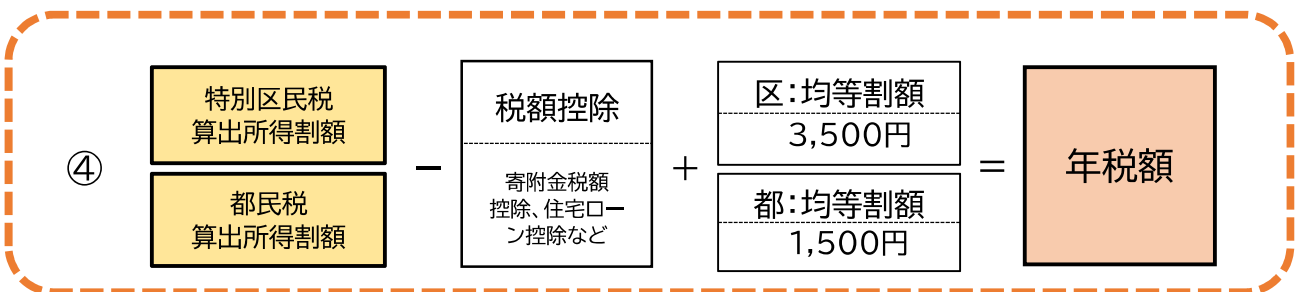 ④
特別区民税
算出所得割額
都民税
算出所得割額
−
税額控除
寄附金税額
控除、住宅ロー
ン控除など
＋
区：均等割額
3,500円
都：均等割額
1,500円
＝
年税額